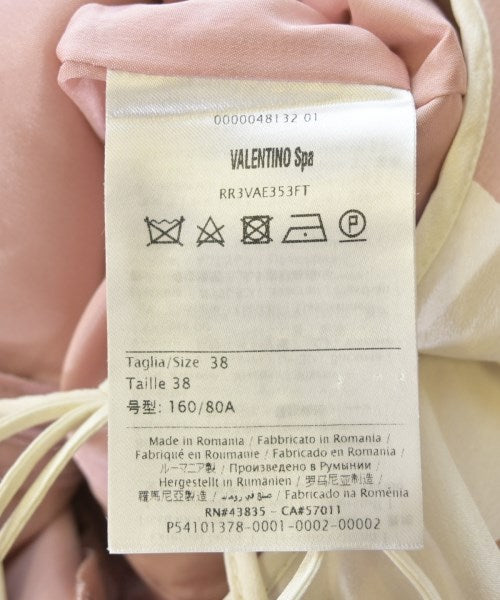 0000048132 01
VALENTINO Spa
RR3VAE353FT
P
Taglia/Size 38
Taille 38
号型: 160/80A
Made in Romania / Fabbricato in Romania
/ Fabriqué en Roumanie / Fabricado en Romania
/ ルーマニア製 / Произведено в Румынии /
Hergestellt in Rumänien / 罗马尼亚制造 /
羅馬尼亞製造 / صنع في رومانيا / Fabricado na Roménia
RN#43835 - CA#57011
P54101378-0001-0002-00002